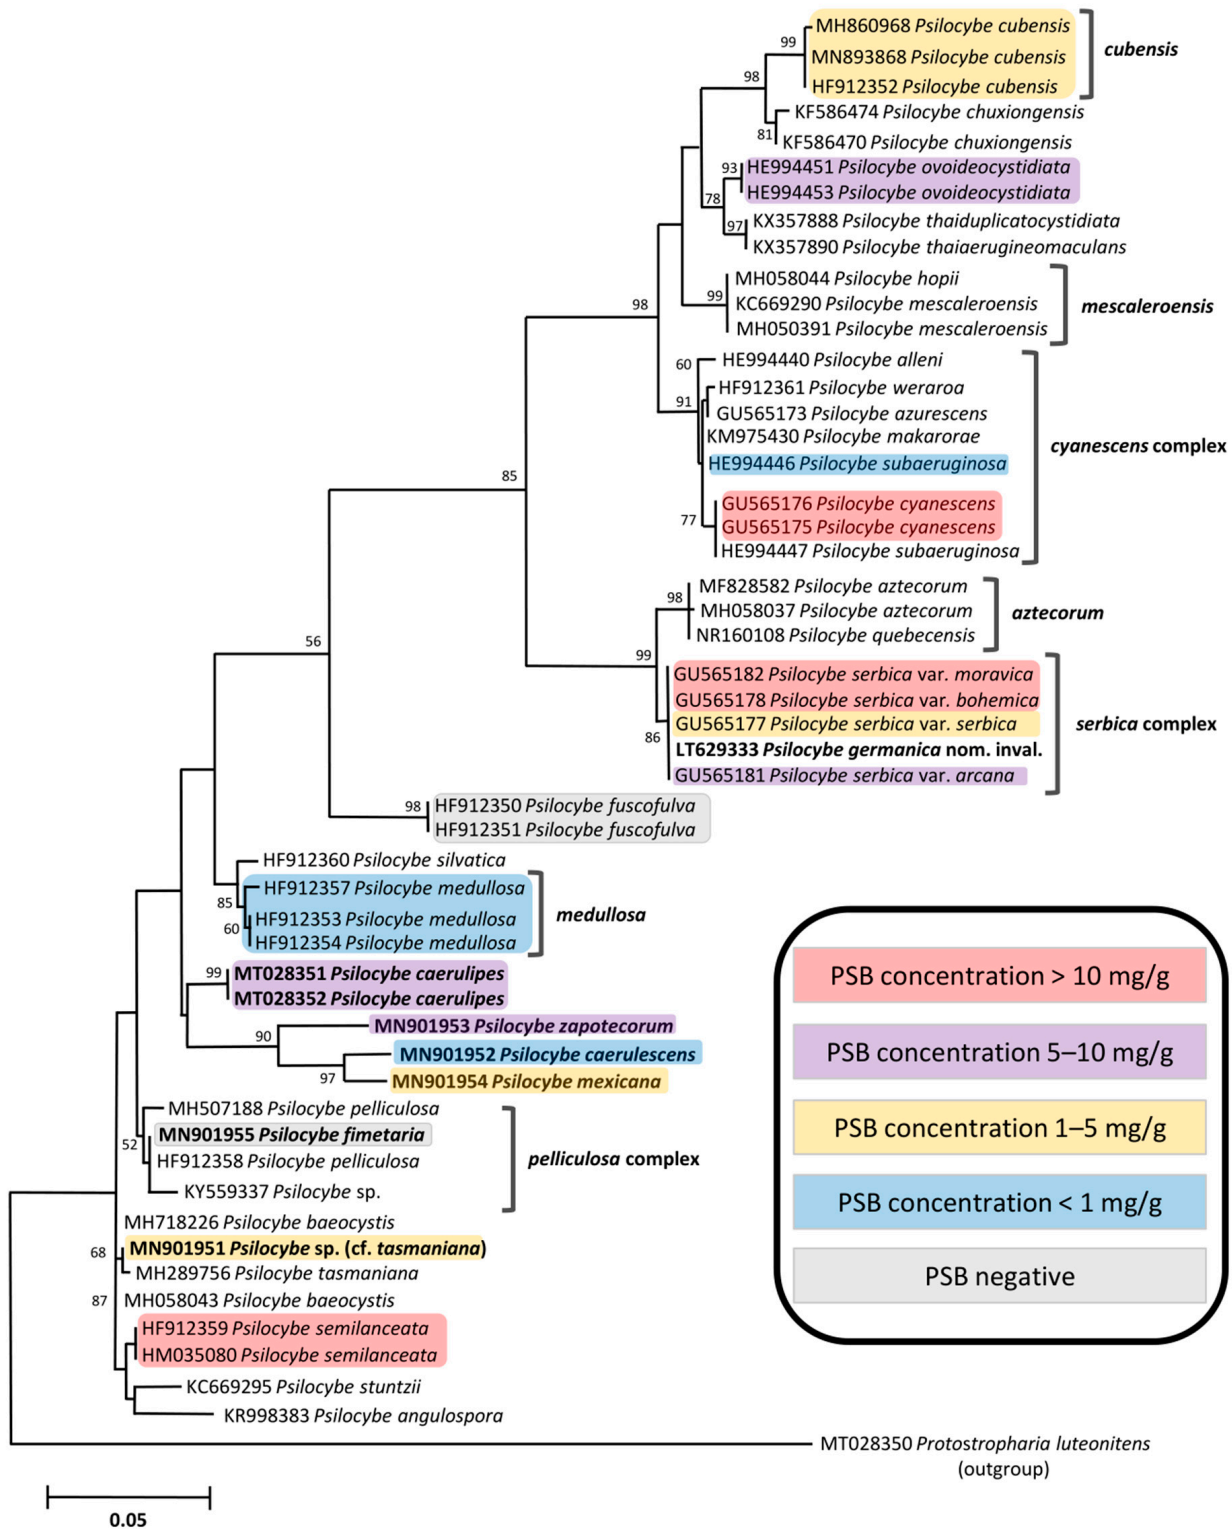 MH860968 Psilocybe cubensis
99
MN893868 Psilocybe cubensis
cubensis
HF912352 Psilocybe cubensis
98
KF586474 Psilocybe chuxiongensis
81
KF586470 Psilocybe chuxiongensis
93
HE994451 Psilocybe ovoideocystidiata
HE994453 Psilocybe ovoideocystidiata
78
KX357888 Psilocybe thaiduplicatocystidiata
97
KX357890 Psilocybe thaiaerugineomaculans
MH058044 Psilocybe hopii
99
KC669290 Psilocybe mescaleroensis
mescaleroensis
98
MH050391 Psilocybe mescaleroensis
HE994440 Psilocybe alleni
60
HF912361 Psilocybe weraroa
91
GU565173 Psilocybe azurescens
KM975430 Psilocybe makarorae
cyanescens complex
HE994446 Psilocybe subaeruginosa
85
GU565176 Psilocybe cyanescens
77
GU565175 Psilocybe cyanescens
HE994447 Psilocybe subaeruginosa
MF828582 Psilocybe aztecorum
98
MH058037 Psilocybe aztecorum
aztecorum
NR160108 Psilocybe quebecensis
56
99
GU565182 Psilocybe serbica var. moravica
GU565178 Psilocybe serbica var. bohemica
GU565177 Psilocybe serbica var. serbica
serbica complex
86
LT629333 Psilocybe germanica nom. inval.
GU565181 Psilocybe serbica var. arcana
98
HF912350 Psilocybe fuscofulva
HF912351 Psilocybe fuscofulva
HF912360 Psilocybe silvatica
HF912357 Psilocybe medullosa
85
HF912353 Psilocybe medullosa
medullosa
60
HF912354 Psilocybe medullosa
99
MT028351 Psilocybe caerulipes
MT028352 Psilocybe caerulipes
MN901953 Psilocybe zapotecorum
90
MN901952 Psilocybe caerulescens
97
MN901954 Psilocybe mexicana
MH507188 Psilocybe pelliculosa
MN901955 Psilocybe fimetaria
52
HF912358 Psilocybe pelliculosa
pelliculosa complex
KY559337 Psilocybe sp.
MH718226 Psilocybe baeocystis
MN901951 Psilocybe sp. (cf. tasmaniana)
68
MH289756 Psilocybe tasmaniana
87
MH058043 Psilocybe baeocystis
HF912359 Psilocybe semilanceata
HM035080 Psilocybe semilanceata
KC669295 Psilocybe stuntzii
KR998383 Psilocybe angulospora
MT028350 Protostropharia luteonitens
(outgroup)
0.05
PSB concentration > 10 mg/g
PSB concentration 5–10 mg/g
PSB concentration 1–5 mg/g
PSB concentration < 1 mg/g
PSB negative